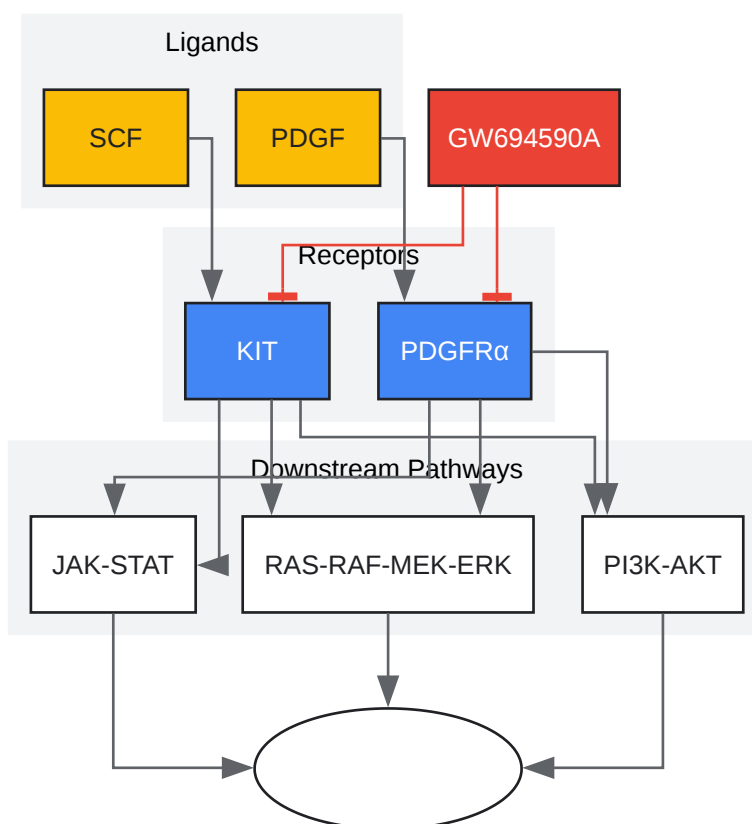 Ligands
SCF
PDGF
GW694590A
Receptors
KIT
PDGFRα
Downstream Pathways
JAK-STAT
RAS-RAF-MEK-ERK
PI3K-AKT